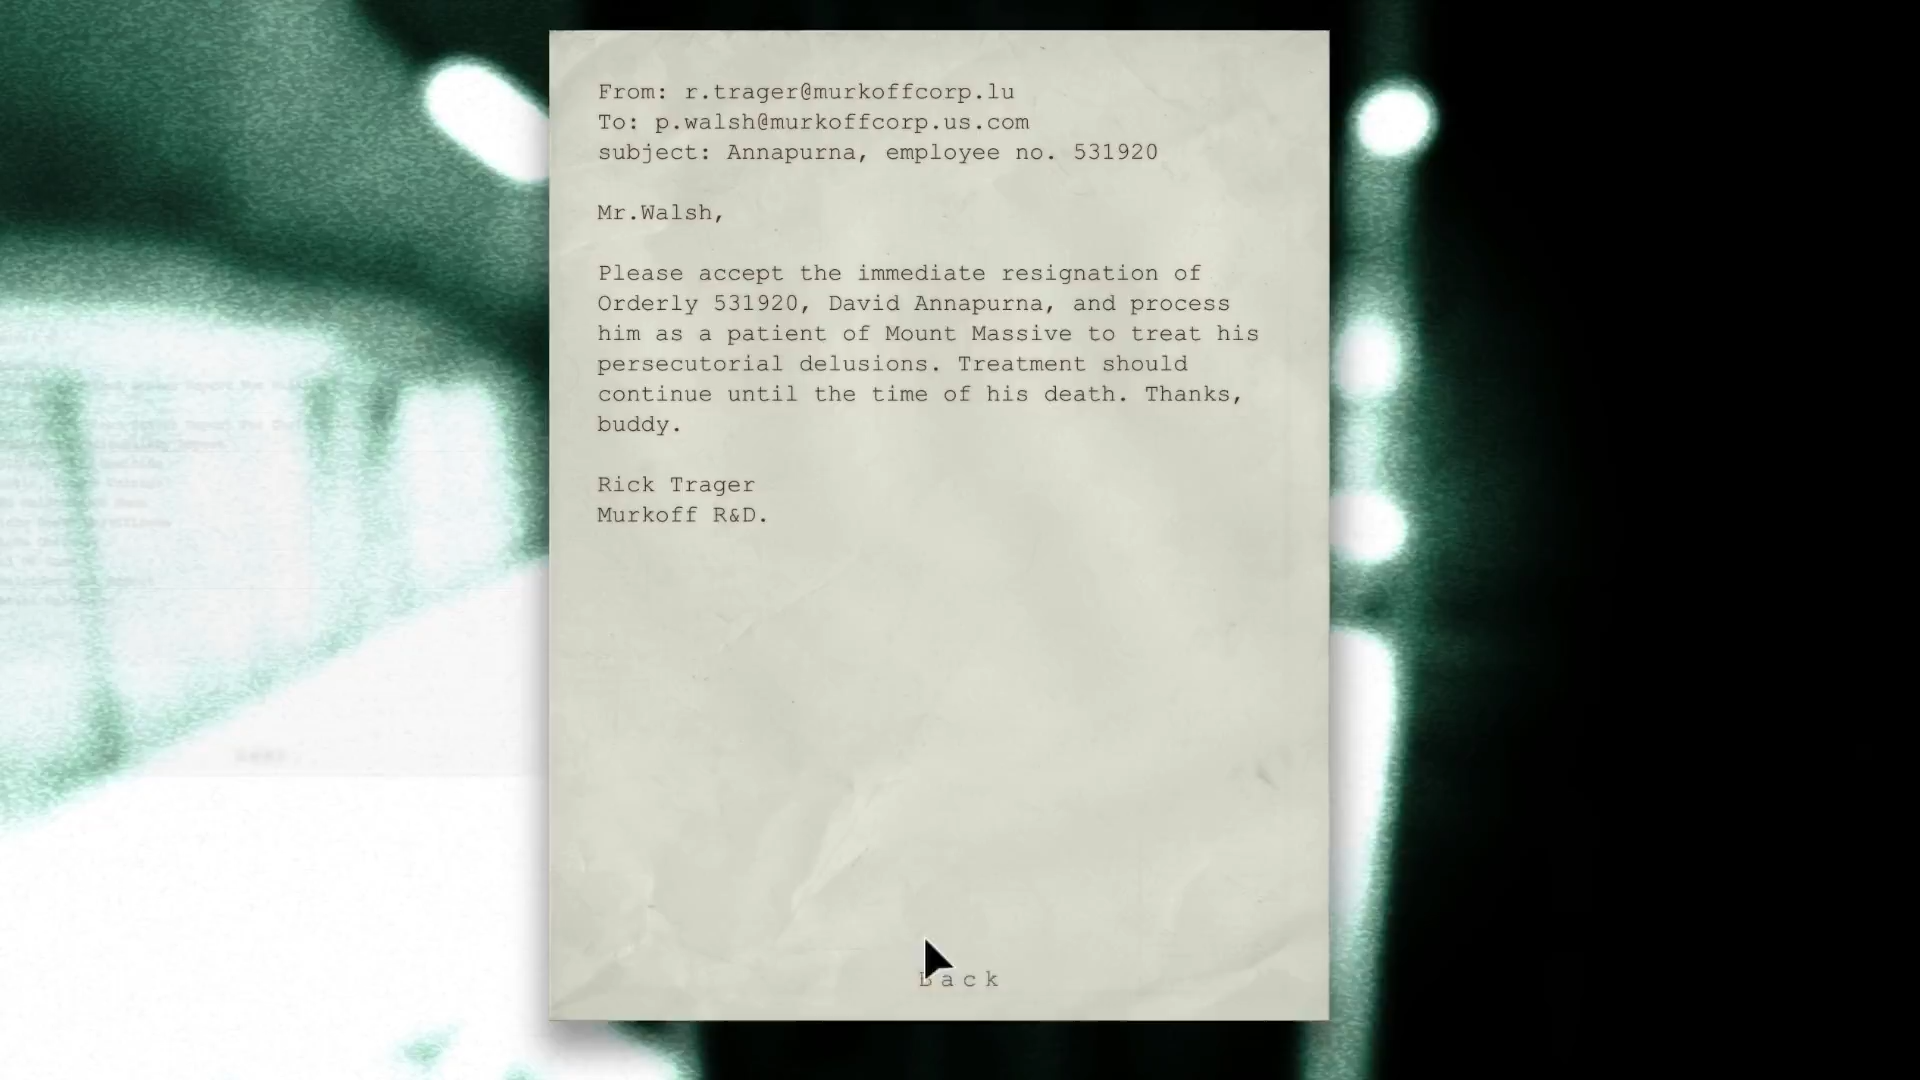 From: r.trager@murkoffcorp.lu
To: p.walsh@murkoffcorp.us.com
subject: Annapurna, employee no. 531920
Mr.Walsh,
Please accept the immediate resignation of
Orderly 531920, David Annapurna, and process
him as a patient of Mount Massive to treat his
persecutorial delusions. Treatment should
continue until the time of his death. Thanks,
buddy.
Rick Trager
Murkoff R&D.
Back